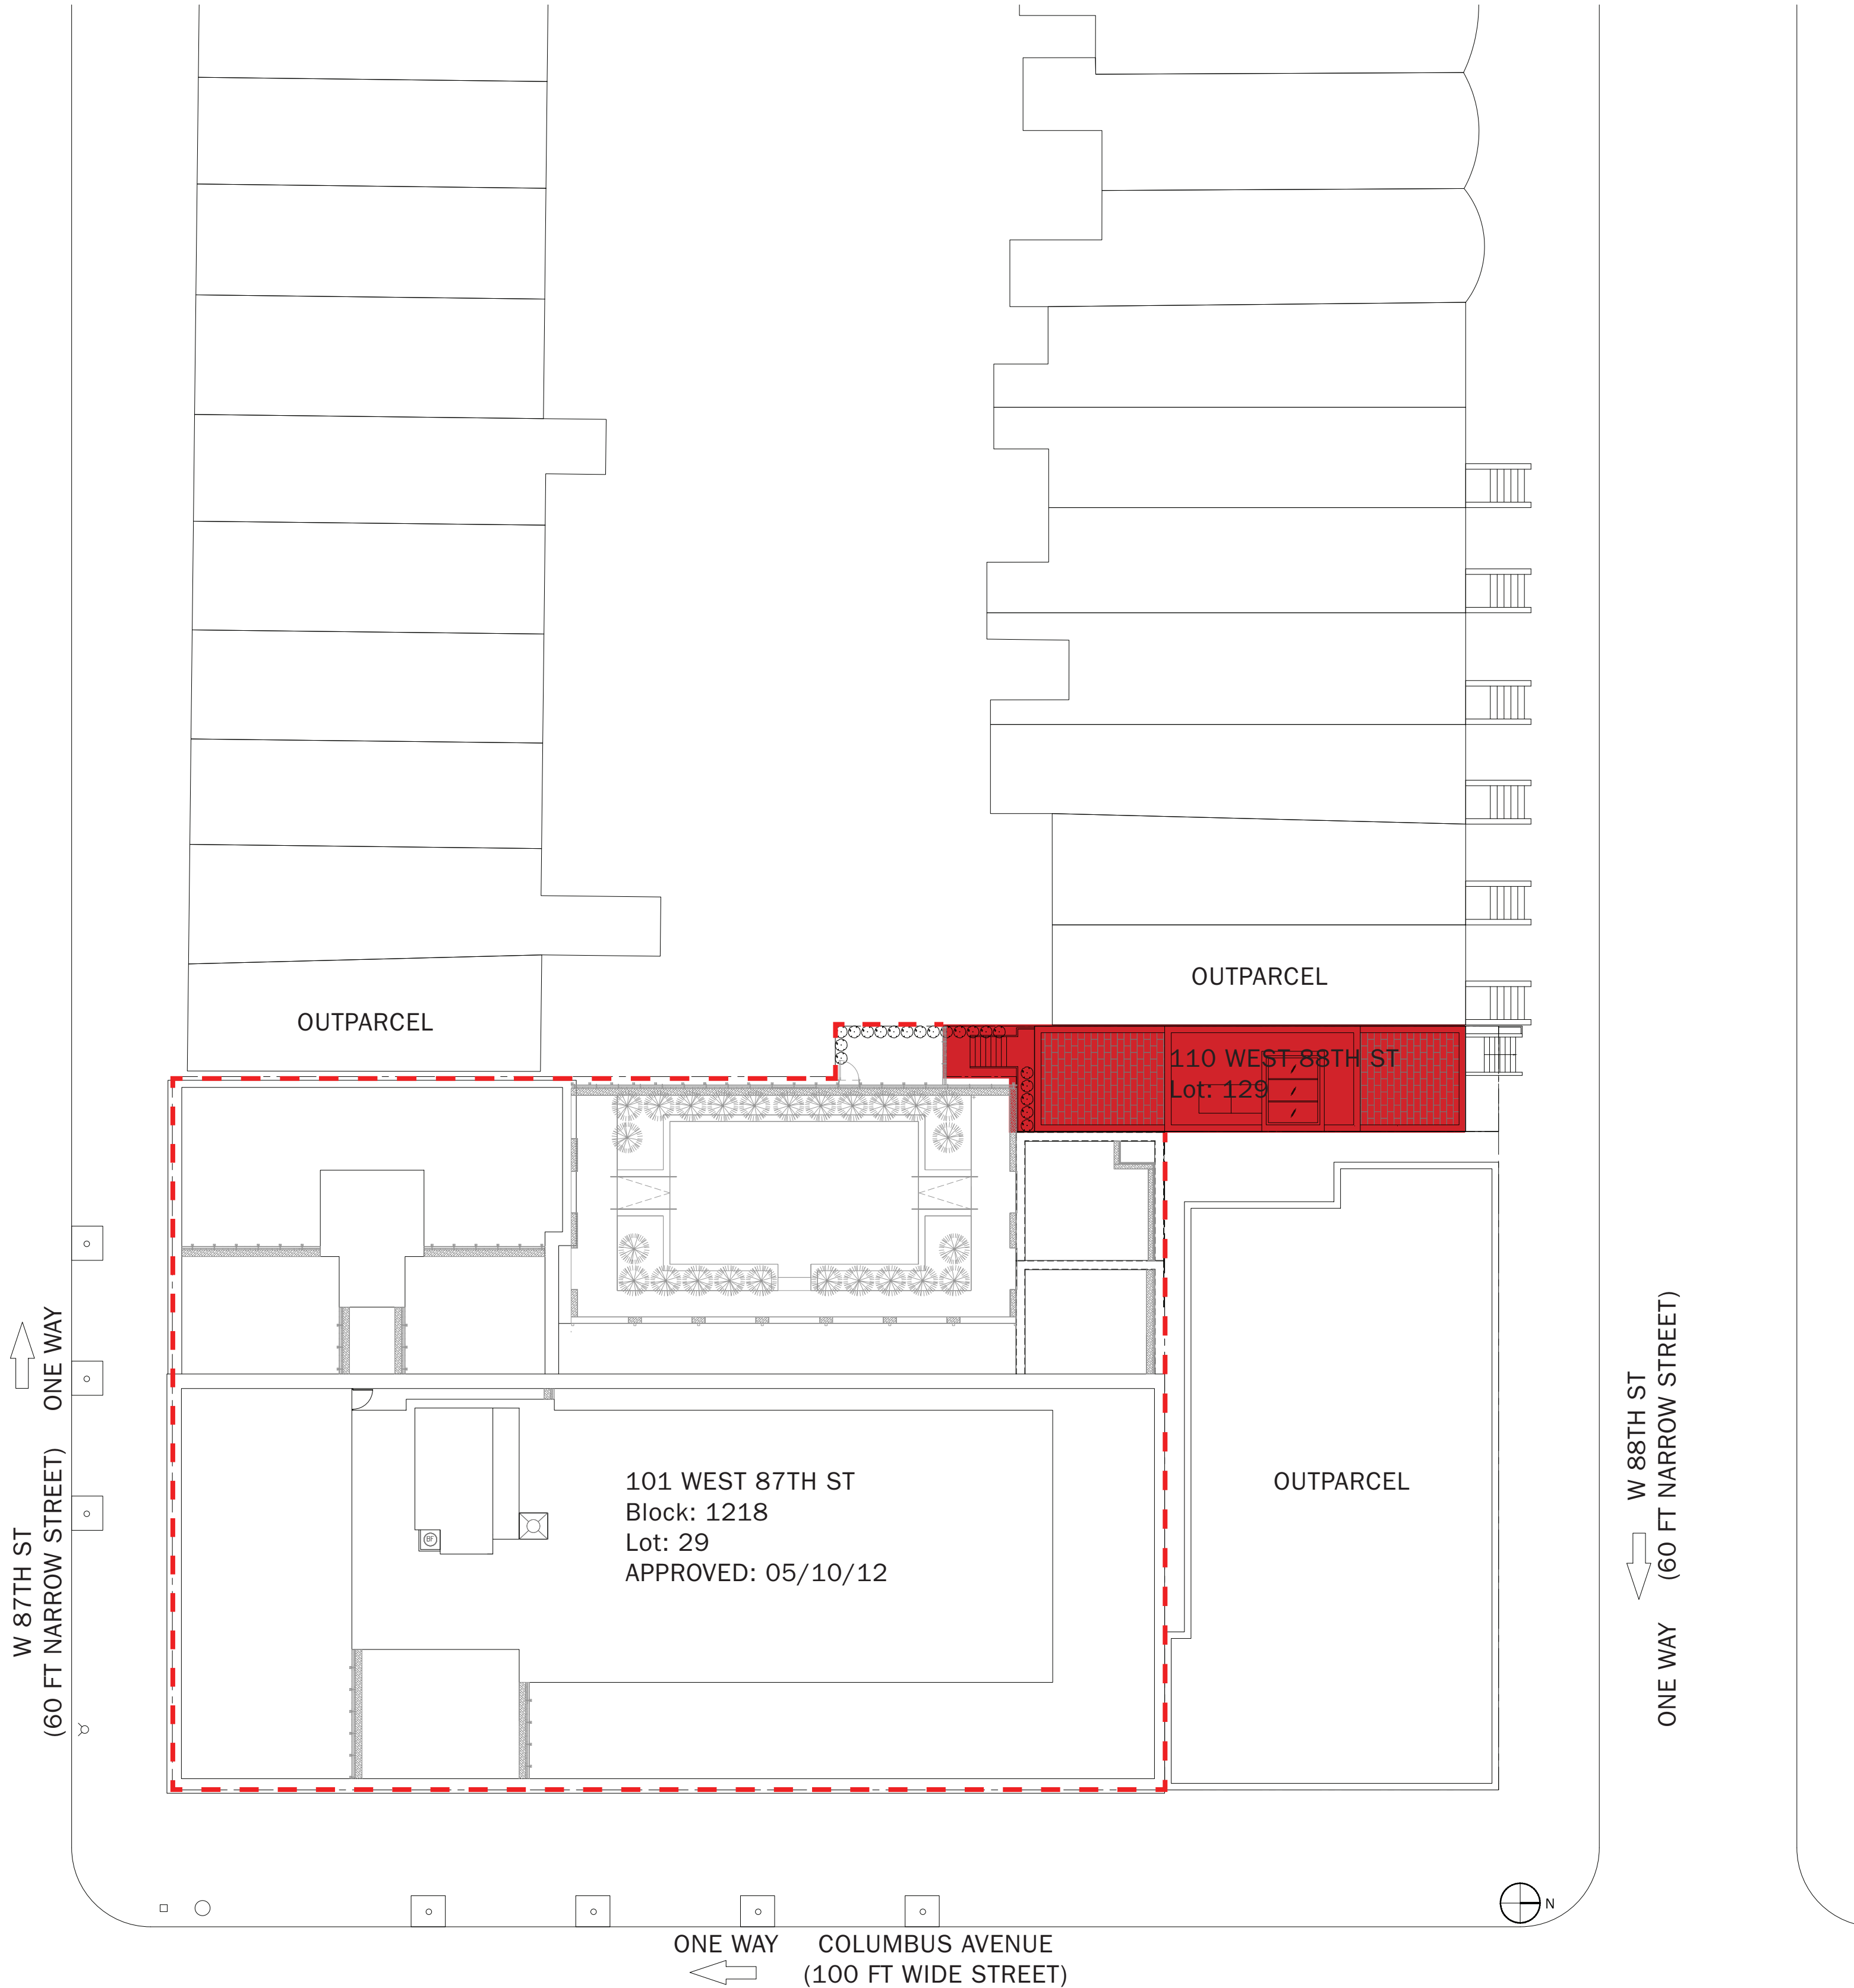 OUTPARCEL
OUTPARCEL
110 WEST 88TH ST
Lot: 129
101 WEST 87TH ST
Block: 1218
Lot: 29
APPROVED: 05/10/12
OUTPARCEL
W 87TH ST
(60 FT NARROW STREET) ONE WAY
W 88TH ST
ONE WAY (60 FT NARROW STREET)
BF
N
ONE WAY COLUMBUS AVENUE
(100 FT WIDE STREET)